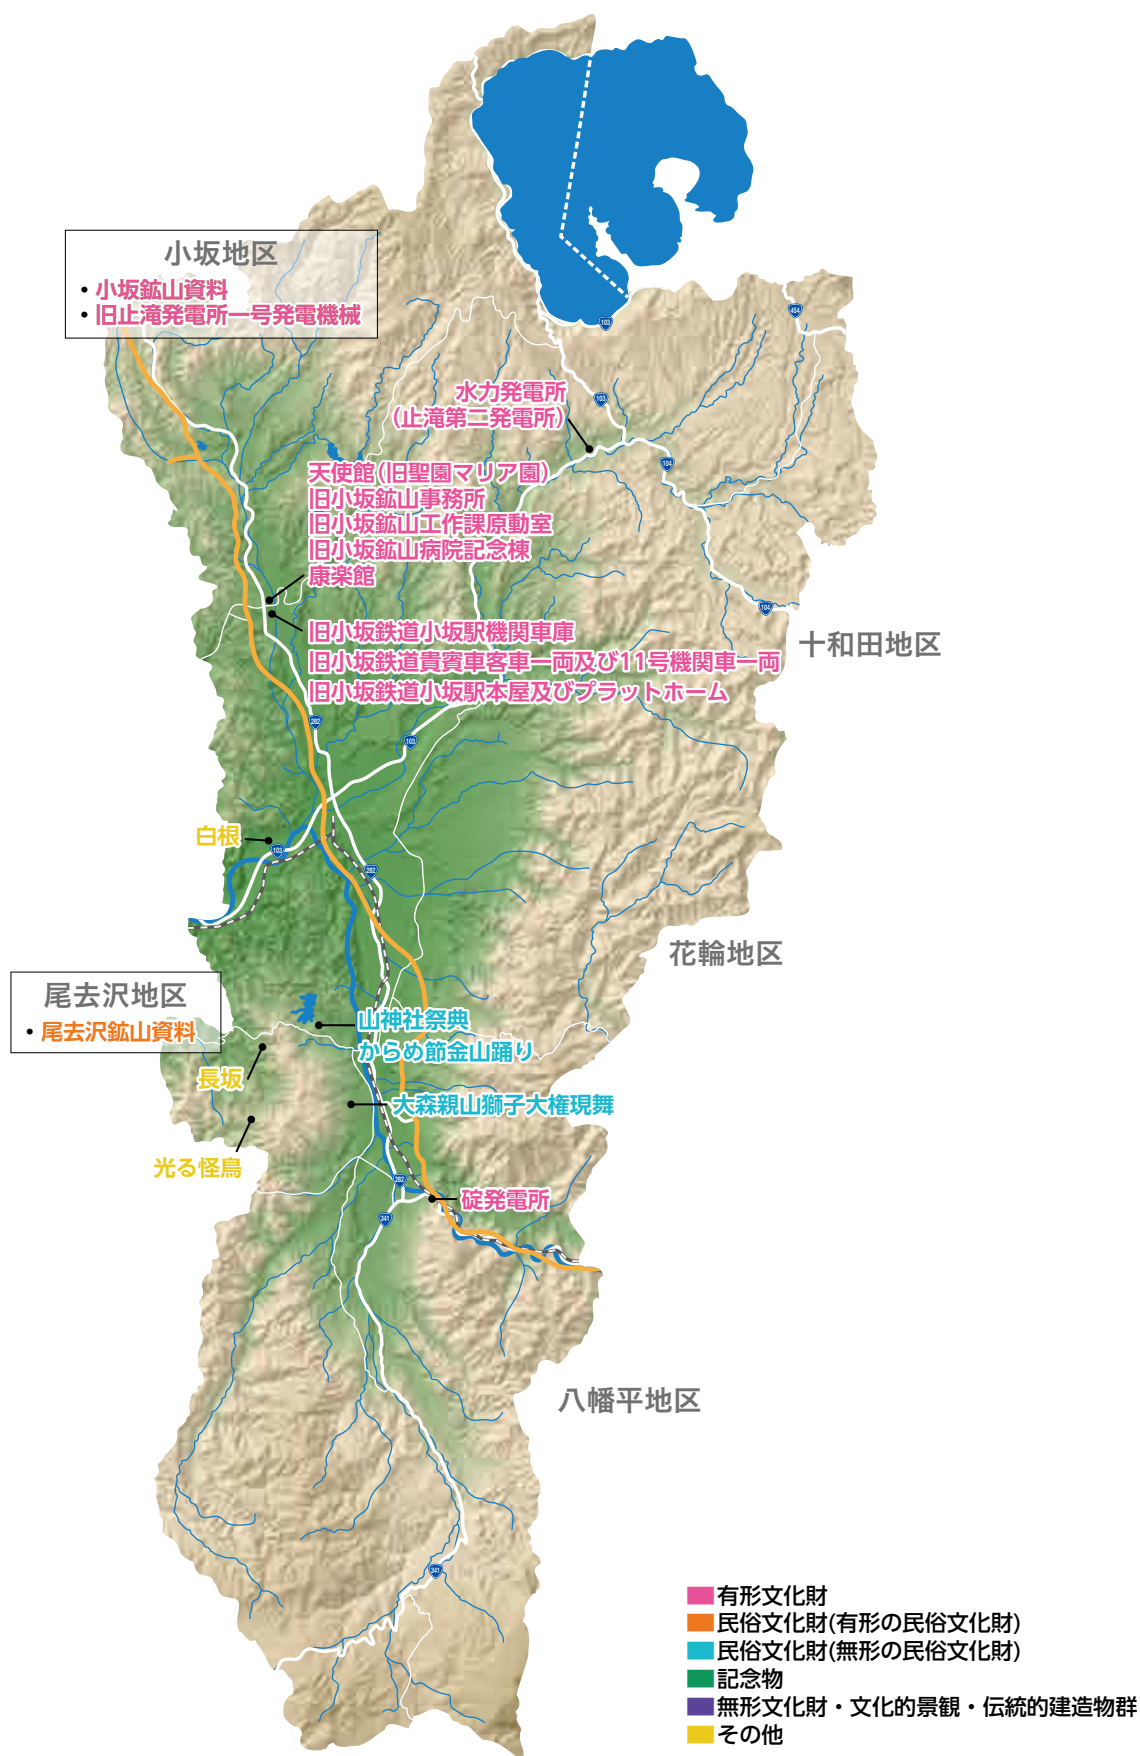 小坂地区
・小坂鉱山資料
・旧止滝発電所一号発電機械
103
454
水力発電所
(止滝第二発電所)
103
104
天使館(旧聖園マリア園)
旧小坂鉱山事務所
旧小坂鉱山工作課原動室
旧小坂鉱山病院記念棟
康楽館
104
旧小坂鉄道小坂駅機関車庫
十和田地区
旧小坂鉄道貴賓車客車一両及び11号機関車一両
旧小坂鉄道小坂駅本屋及びプラットホーム
282
103
白根
103
282
花輪地区
尾去沢地区
・尾去沢鉱山資料
山神社祭典
からめ節金山踊り
長坂
大森親山獅子大権現舞
光る怪鳥
282
碇発電所
341
八幡平地区
341
有形文化財
民俗文化財(有形の民俗文化財)
民俗文化財(無形の民俗文化財)
記念物
無形文化財・文化的景観・伝統的建造物群
その他